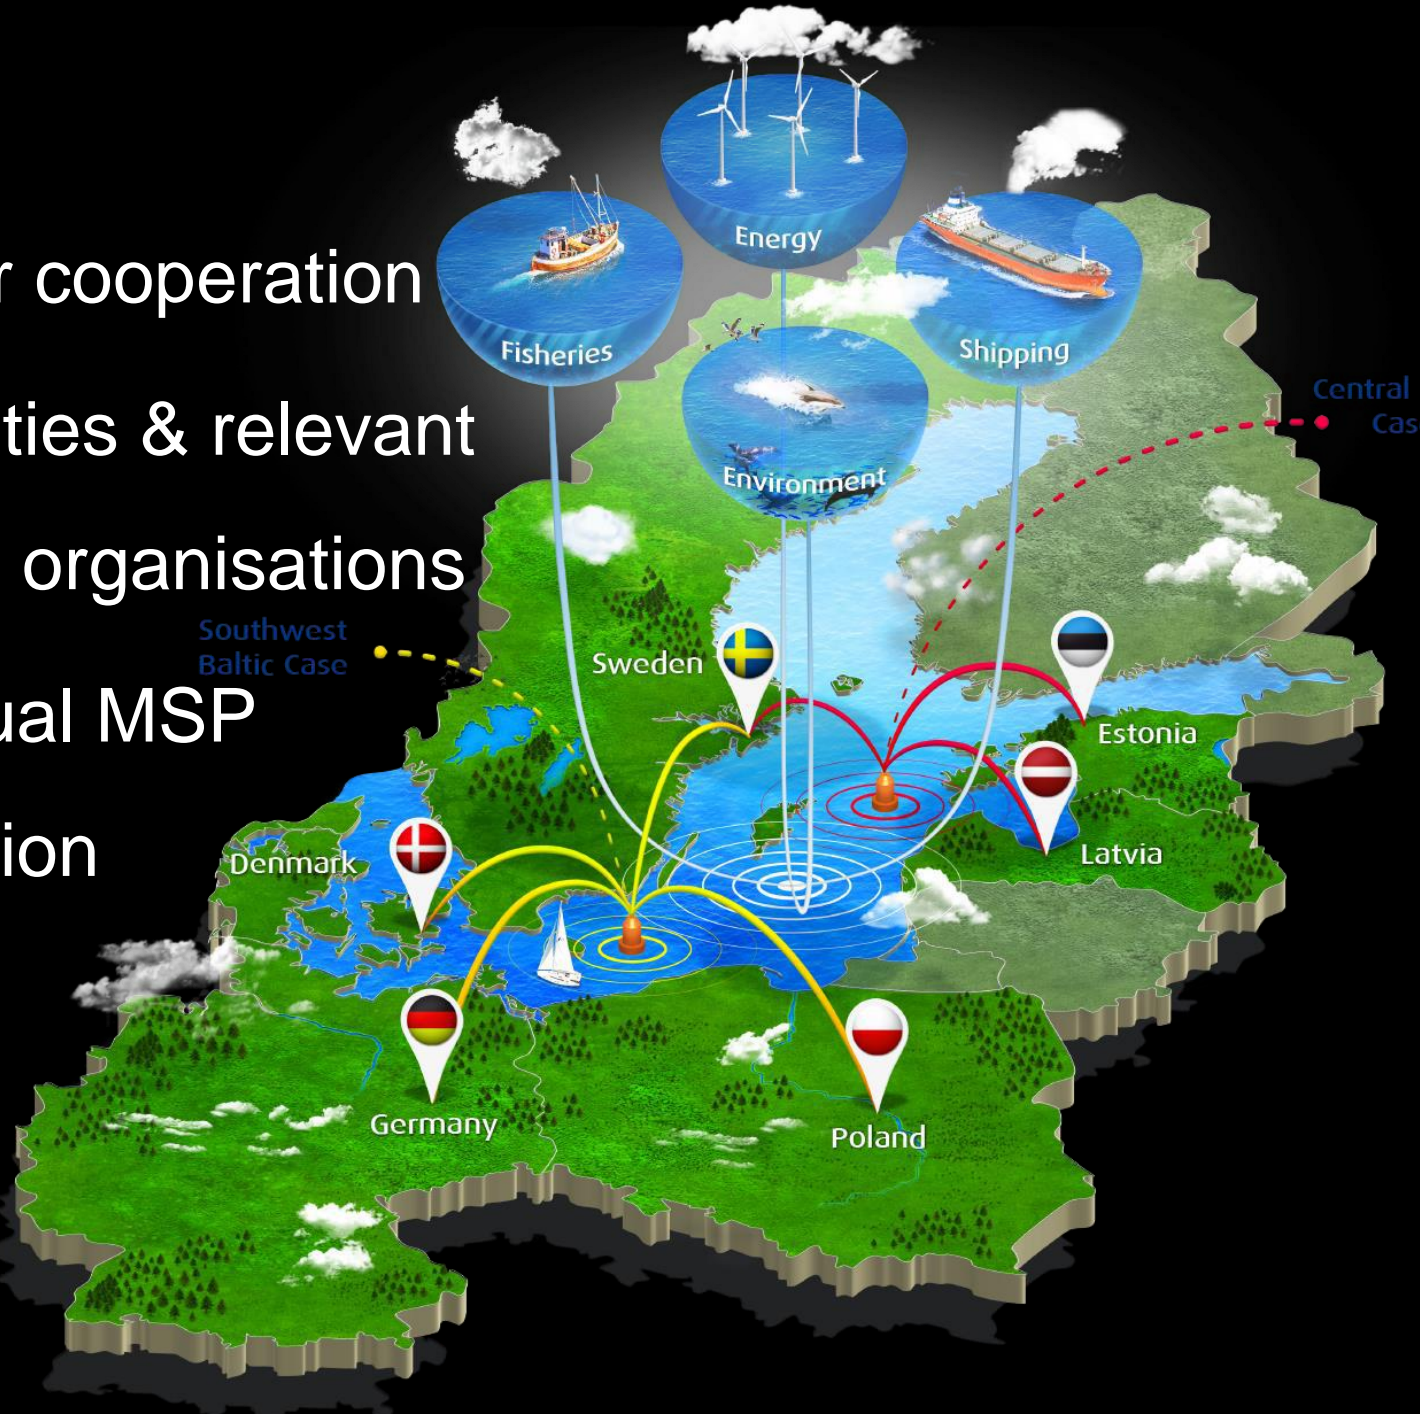 Energy
r cooperation
Fisheries
Shipping
Central
Cas
ties & relevant
Environment
organisations
Southwest
Baltic Case
Sweden
ual MSP
Estonia
tion
Denmark
Latvia
Germany
Poland